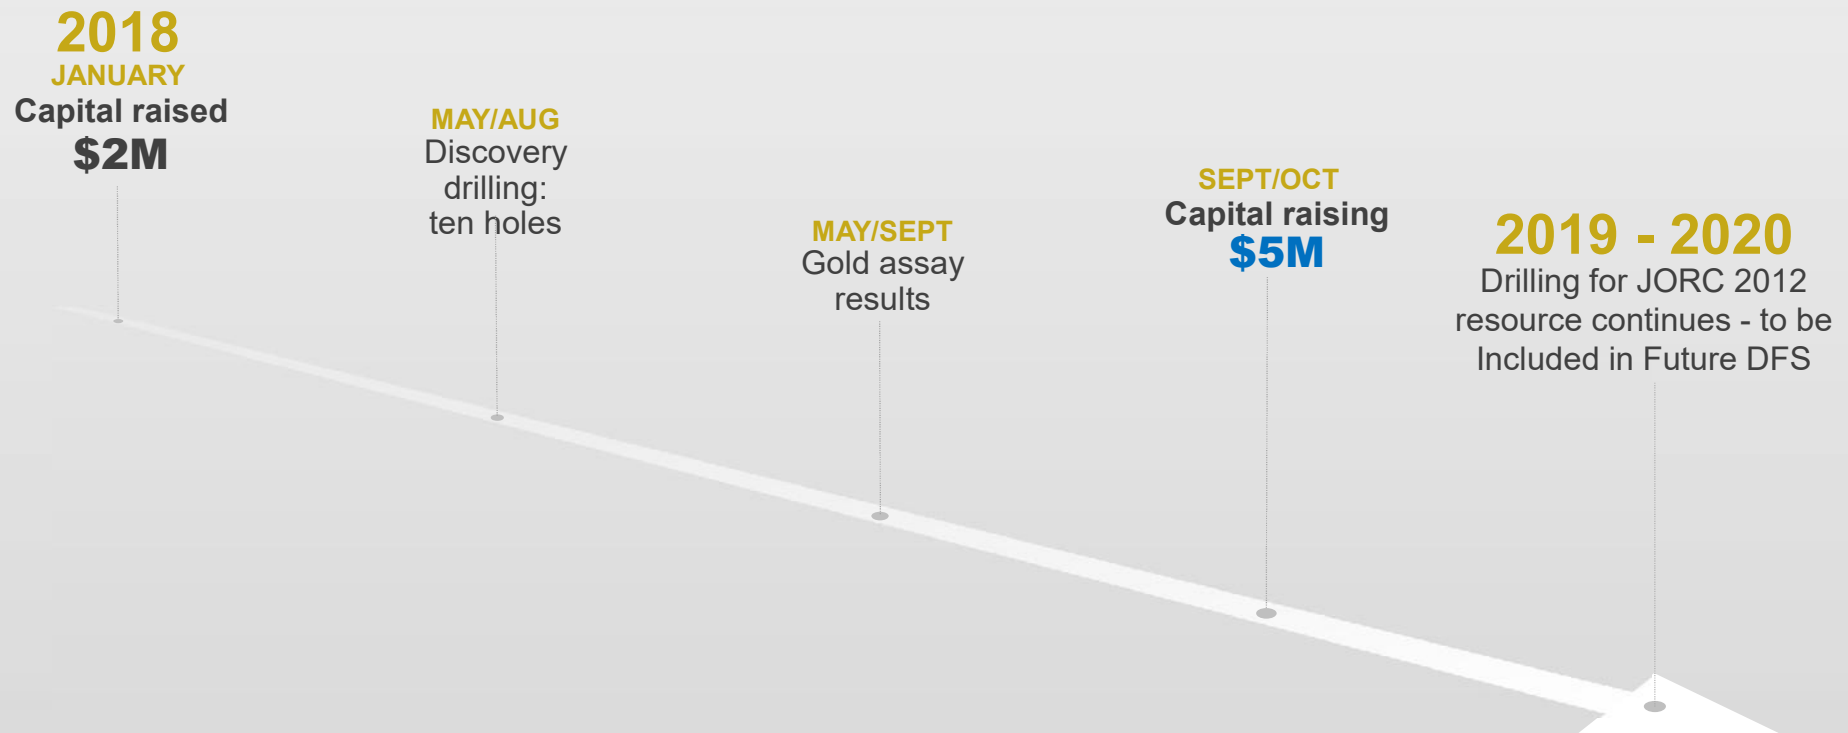 2018
JANUARY
Capital raised
$2M
MAY/AUG
Discovery
drilling:
ten holes
MAY/SEPT
Gold assay
results
SEPT/OCT
Capital raising
$5M
2019 - 2020
Drilling for JORC 2012
resource continues - to be
Included in Future DFS